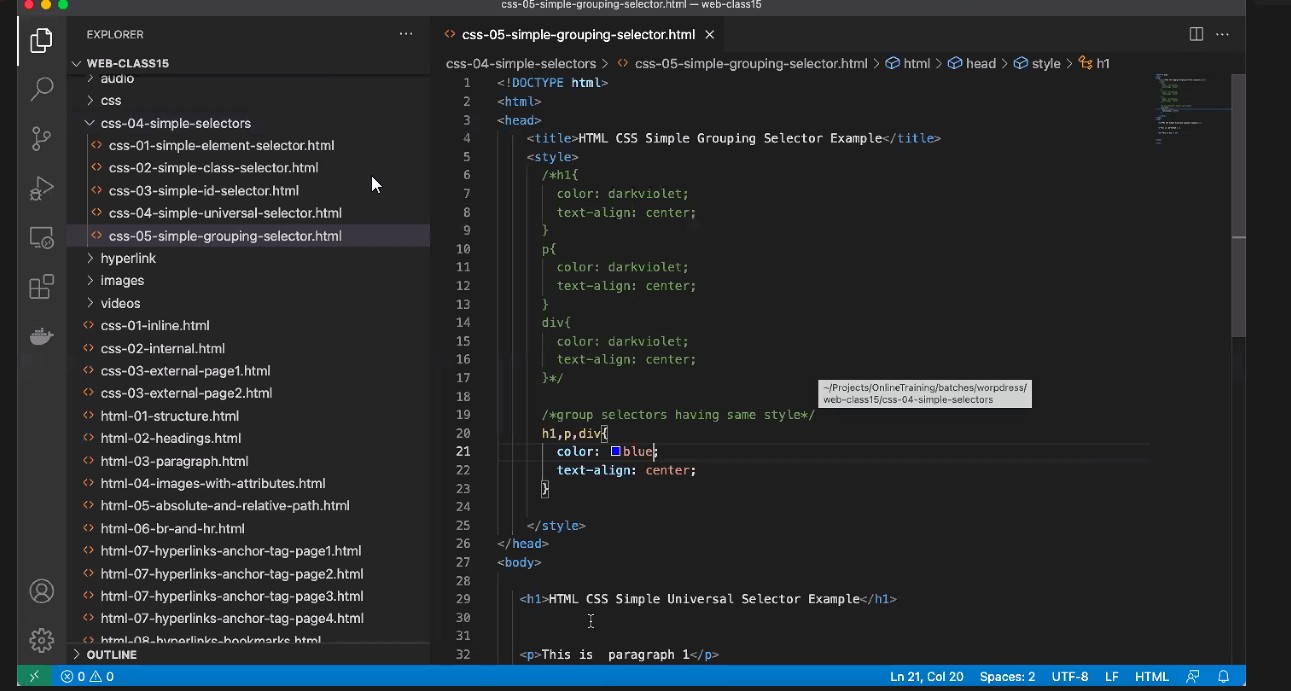 css-05-simple-grouping-selector.html — web-class15
EXPLORER
WEB-CLASS15
audio
css
css-04-simple-selectors
css-01-simple-element-selector.html
css-02-simple-class-selector.html
css-03-simple-id-selector.html
css-04-simple-universal-selector.html
css-05-simple-grouping-selector.html
hyperlink
images
videos
css-01-inline.html
css-02-internal.html
css-03-external-page1.html
css-03-external-page2.html
html-01-structure.html
html-02-headings.html
html-03-paragraph.html
html-04-images-with-attributes.html
html-05-absolute-and-relative-path.html
html-06-br-and-hr.html
html-07-hyperlinks-anchor-tag-page1.html
html-07-hyperlinks-anchor-tag-page2.html
html-07-hyperlinks-anchor-tag-page3.html
html-07-hyperlinks-anchor-tag-page4.html
html-08-hyperlinks-bookmarks.html
OUTLINE
css-05-simple-grouping-selector.html
css-04-simple-selectors > css-05-simple-grouping-selector.html > html > head > style > h1
1 <!DOCTYPE html>
2 <html>
3 <head>
4 <title>HTML CSS Simple Grouping Selector Example</title>
5 <style>
6 /*h1{
7 color: darkviolet;
8 text-align: center;
9 }
10 p{
11 color: darkviolet;
12 text-align: center;
13 }
14 div{
15 color: darkviolet;
16 text-align: center;
17 }*/
18
19 /*group selectors having same style*/
20 h1,p,div{
21 color: blue;
22 text-align: center;
23 }
24
25 </style>
26 </head>
27 <body>
28
29 <h1>HTML CSS Simple Universal Selector Example</h1>
30
31
32 <p>This is  paragraph 1</p>
~/Projects/OnlineTraining/batches/worpdress/
web-class15/css-04-simple-selectors
0 0
Ln 21, Col 20 Spaces: 2 UTF-8 LF HTML